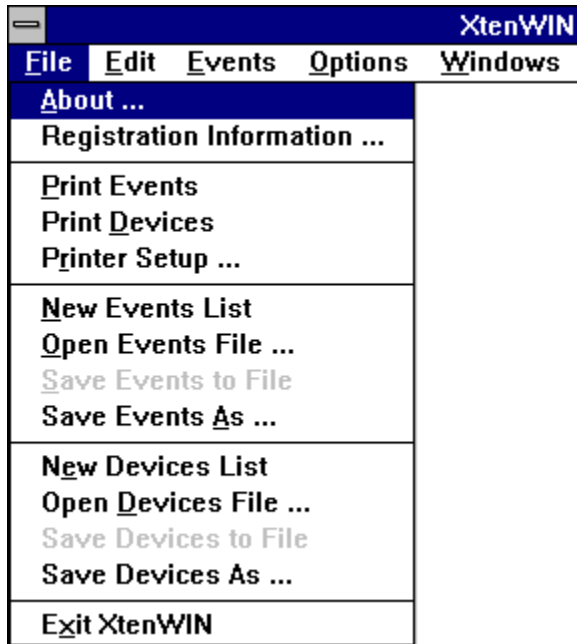 XtenWIN
File Edit Events Options Windows
About ...
Registration Information ...
Print Events
Print Devices
Printer Setup ...
New Events List
Open Events File ...
Save Events to File
Save Events As ...
New Devices List
Open Devices File ...
Save Devices to File
Save Devices As ...
Exit XtenWIN